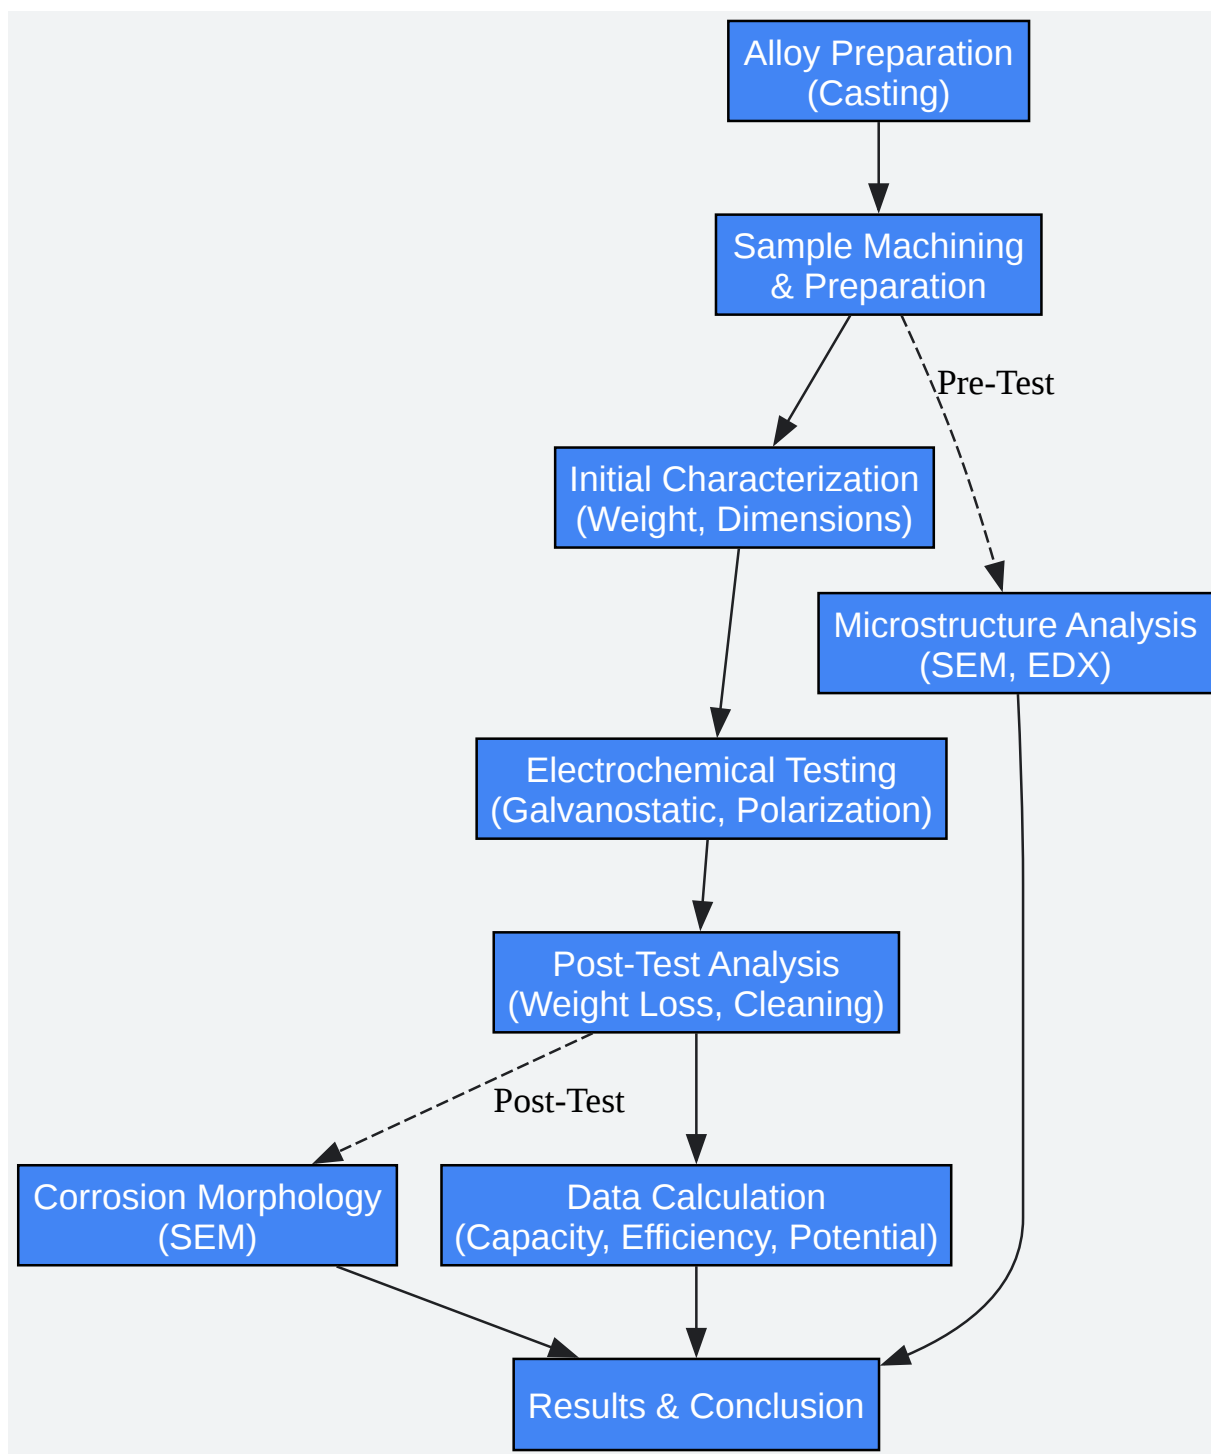 Alloy Preparation
(Casting)
Sample Machining
& Preparation
Pre-Test
Initial Characterization
(Weight, Dimensions)
Microstructure Analysis
(SEM, EDX)
Electrochemical Testing
(Galvanostatic, Polarization)
Post-Test Analysis
(Weight Loss, Cleaning)
Post-Test
Corrosion Morphology
(SEM)
Data Calculation
(Capacity, Efficiency, Potential)
Results & Conclusion